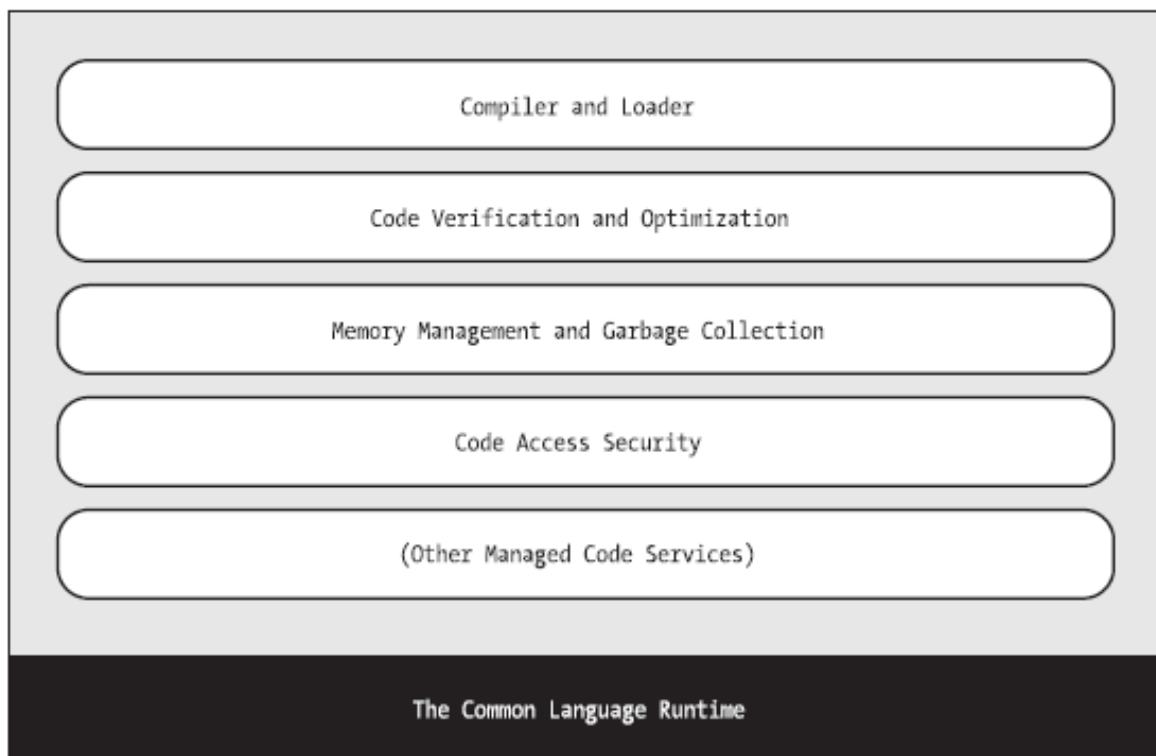 Compiler and Loader
Code Verification and Optimization
Memory Management and Garbage Collection
Code Access Security
(Other Managed Code Services)
The Common Language Runtime